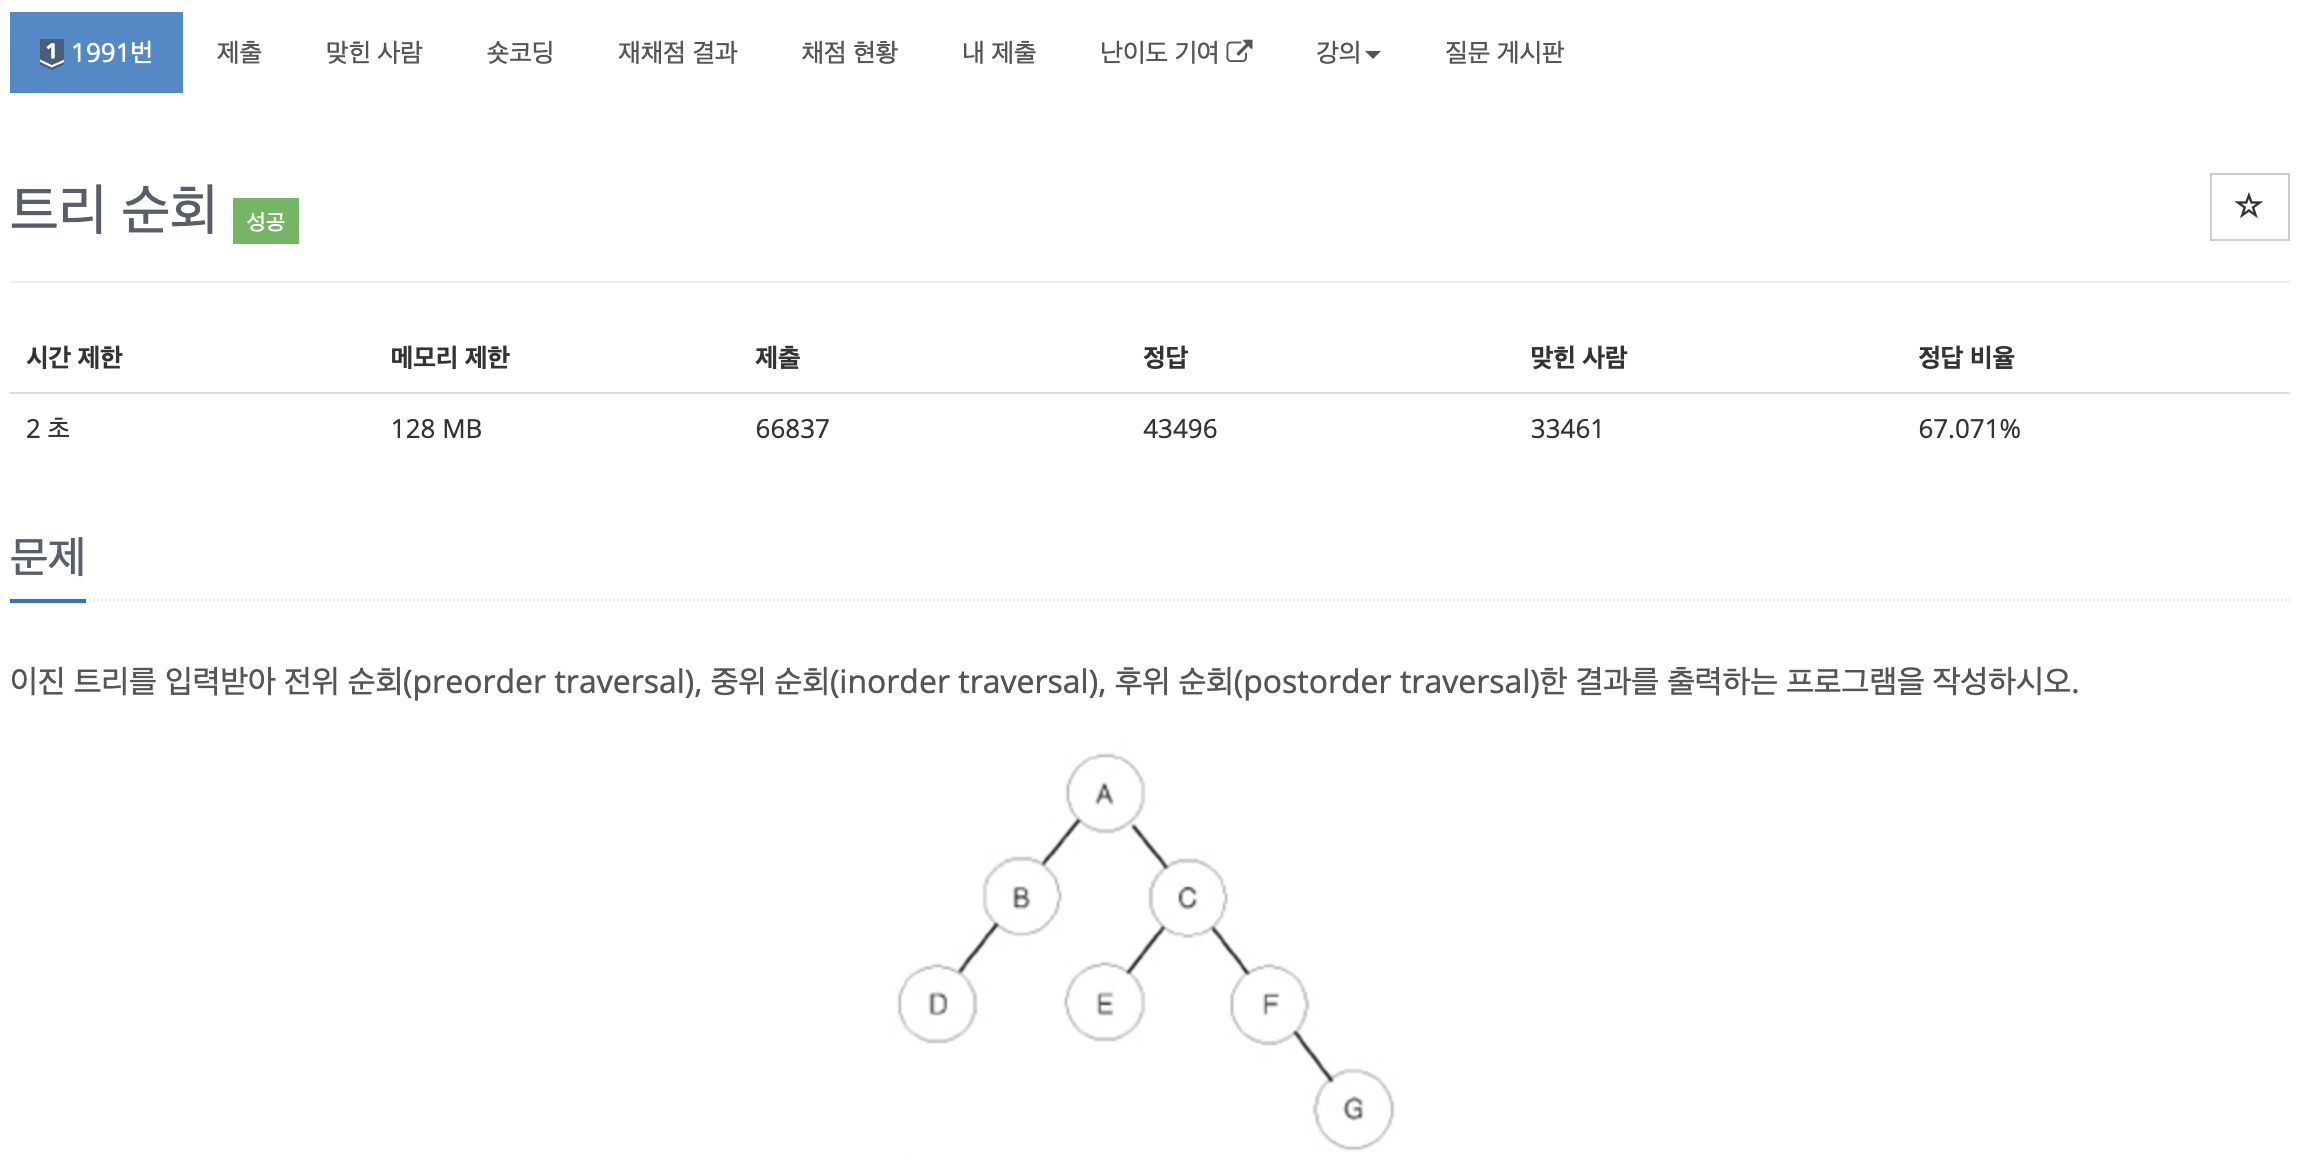 1 1991번 제출 맞힌 사람 숏코딩 재채점 결과 채점 현황 내 제출 난이도 기여 강의 질문 게시판
트리 순회 성공
시간 제한 메모리 제한 제출 정답 맞힌 사람 정답 비율
2 초 128 MB 66837 43496 33461 67.071%
문제
이진 트리를 입력받아 전위 순회(preorder traversal), 중위 순회(inorder traversal), 후위 순회(postorder traversal)한 결과를 출력하는 프로그램을 작성하시오.
A
B C
D E F
G